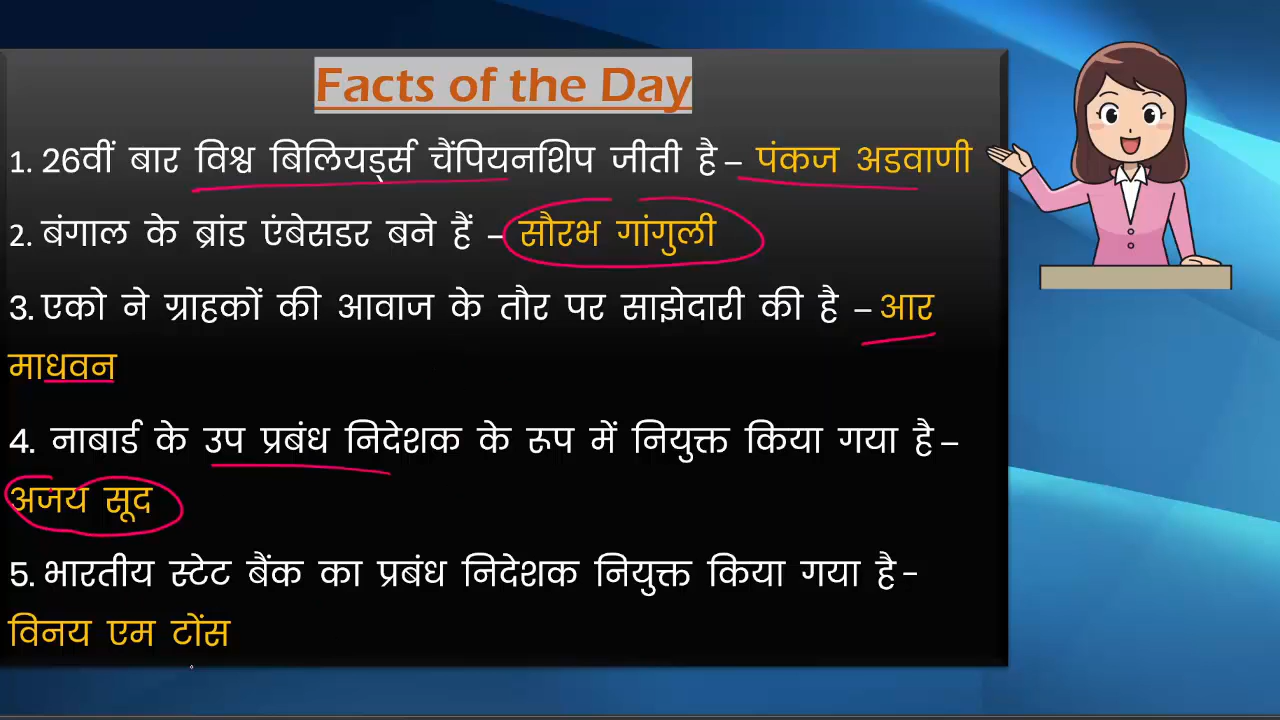 Facts of the Day
1. 26वीं बार विश्व बिलियर्ड्स चैंपियनशिप जीती है – पंकज अडवाणी
2. बंगाल के ब्रांड एंबेसडर बने हैं – सौरभ गांगुली
3. एको ने ग्राहकों की आवाज के तौर पर साझेदारी की है – आर
माधवन
4. नाबार्ड के उप प्रबंध निदेशक के रूप में नियुक्त किया गया है –
अजय सूद
5. भारतीय स्टेट बैंक का प्रबंध निदेशक नियुक्त किया गया है -
विनय एम टोंस